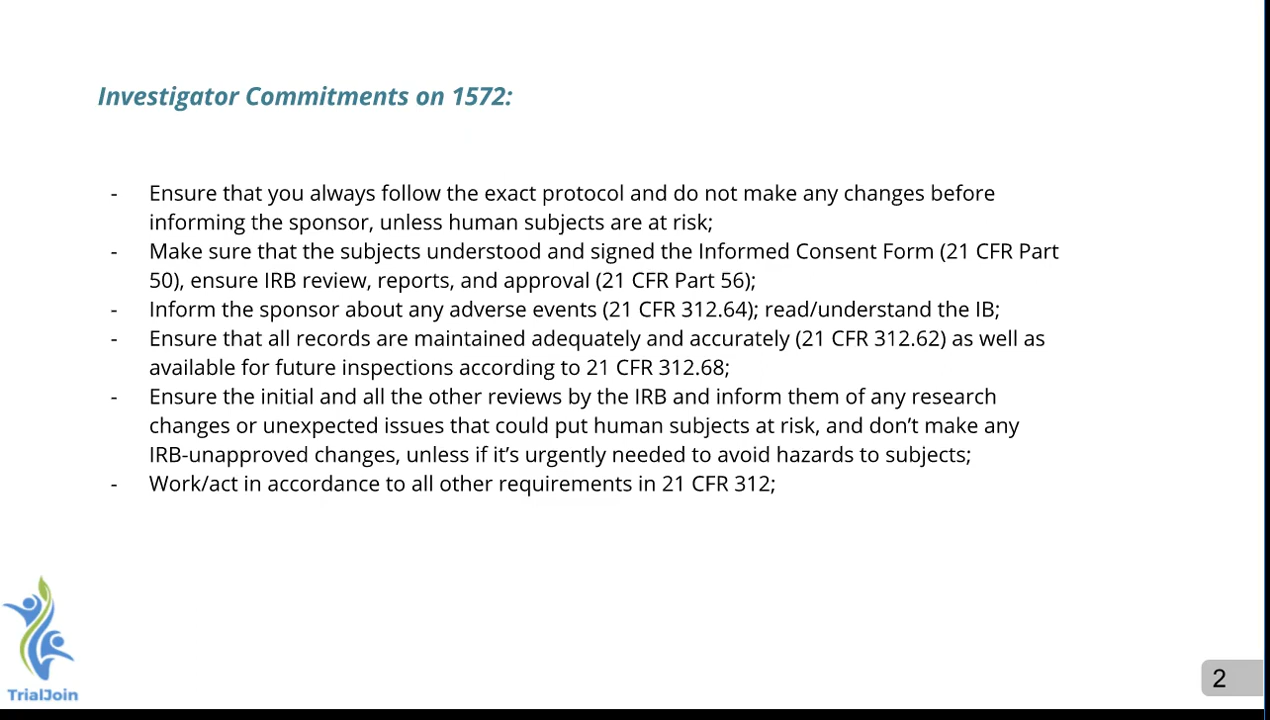 Investigator Commitments on 1572:
- Ensure that you always follow the exact protocol and do not make any changes before
informing the sponsor, unless human subjects are at risk;
- Make sure that the subjects understood and signed the Informed Consent Form (21 CFR Part
50), ensure IRB review, reports, and approval (21 CFR Part 56);
- Inform the sponsor about any adverse events (21 CFR 312.64); read/understand the IB;
- Ensure that all records are maintained adequately and accurately (21 CFR 312.62) as well as
available for future inspections according to 21 CFR 312.68;
- Ensure the initial and all the other reviews by the IRB and inform them of any research
changes or unexpected issues that could put human subjects at risk, and don’t make any
IRB-unapproved changes, unless if it’s urgently needed to avoid hazards to subjects;
- Work/act in accordance to all other requirements in 21 CFR 312;
TrialJoin
2